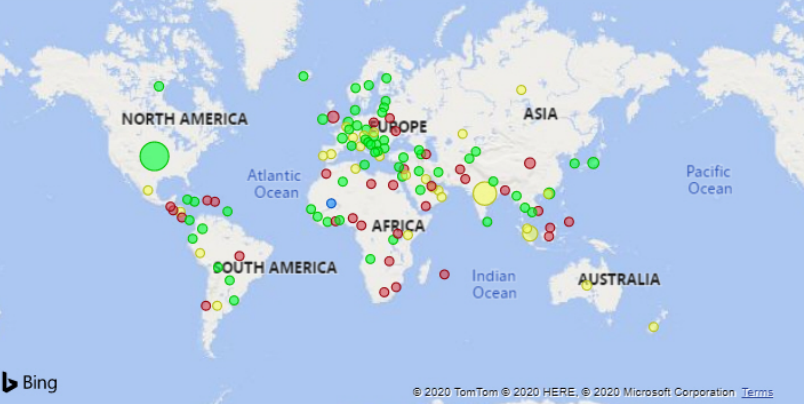 NORTH AMERICA
ASIA
UROPE
Atlantic
Ocean
Pacific
Ocean
AFRICA
SOUTH AMERICA
Indian
Ocean
AUSTRALIA
Bing
© 2020 TomTom © 2020 HERE, © 2020 Microsoft Corporation Terms